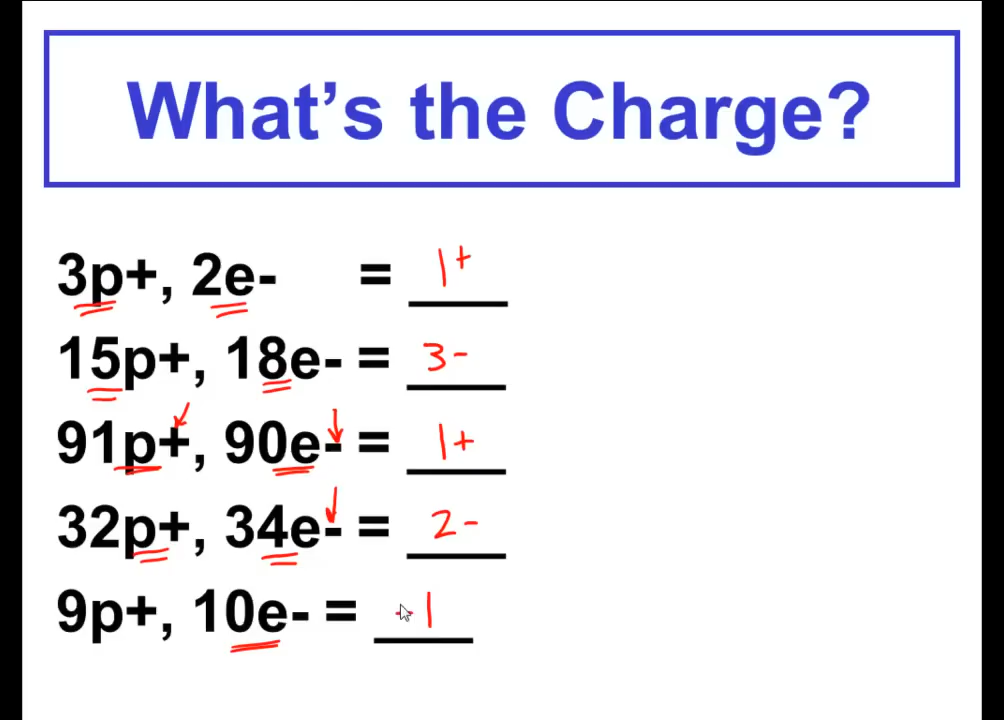 What's the Charge?
3p+, 2e- = 1+
15p+, 18e- = 3-
91p+, 90e- = 1+
32p+, 34e- = 2-
9p+, 10e- = -1